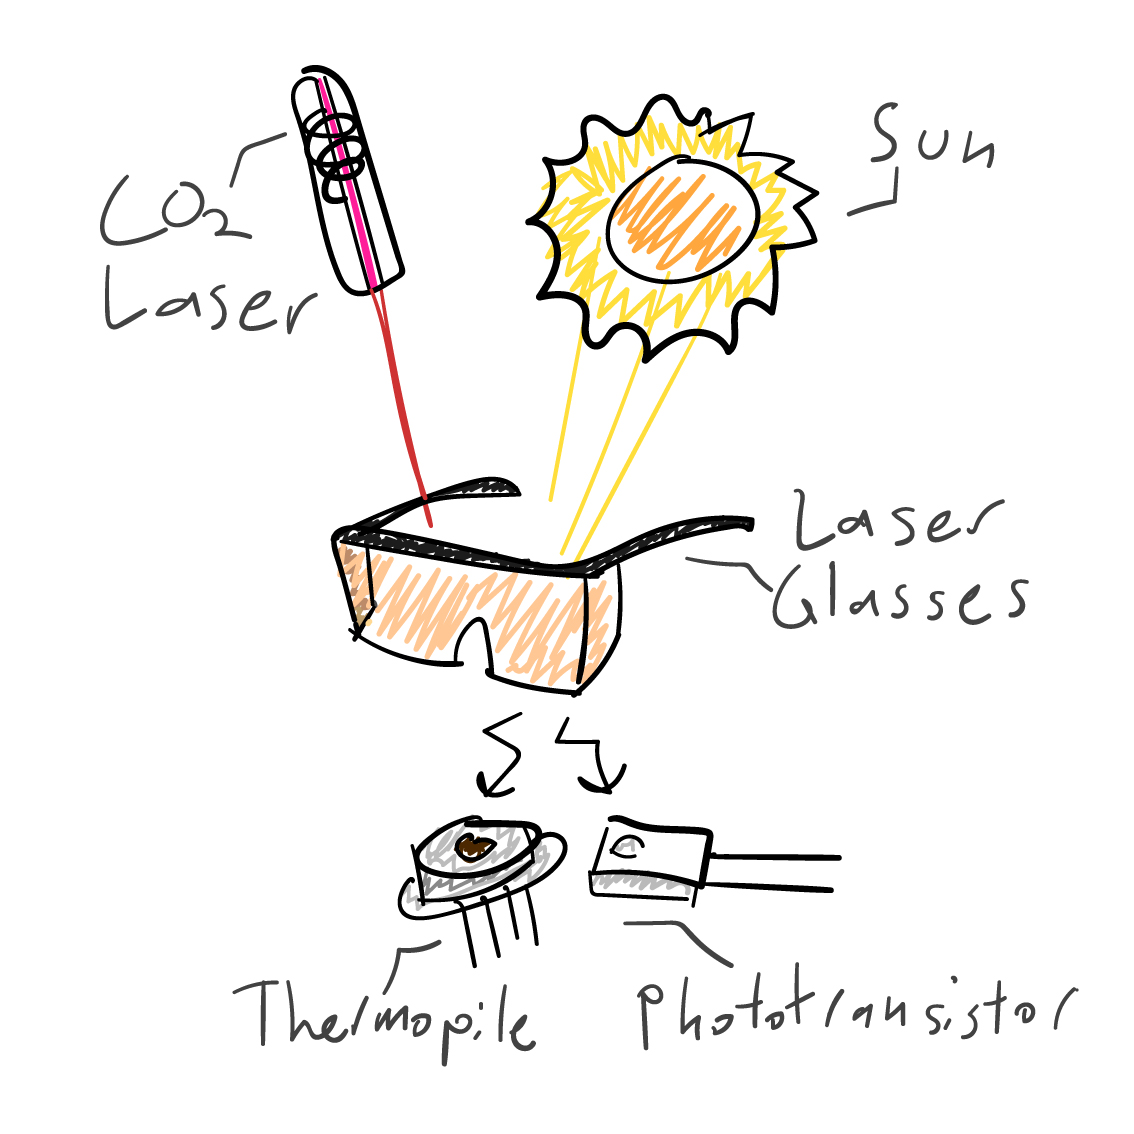 CO2
Laser
Sun
Laser
Glasses
Thermopile
Phototransistor